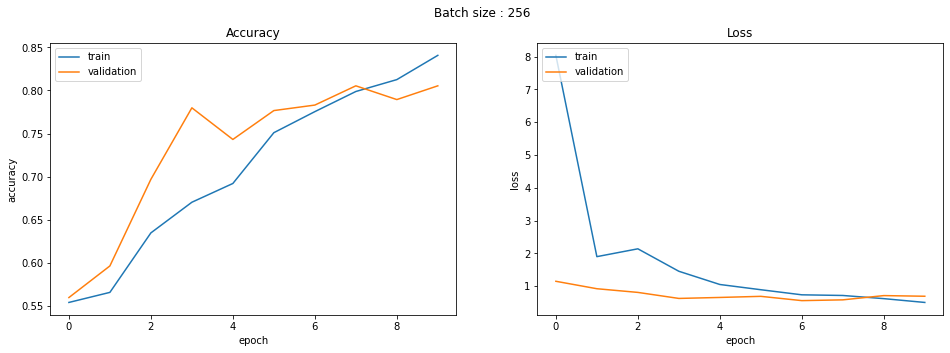 Batch size : 256
Accuracy
train
validation
0.85
0.80
0.75
0.70
0.65
0.60
0.55
accuracy
0
2
4
6
8
epoch
Loss
train
validation
8
7
6
5
4
3
2
1
loss
0
2
4
6
8
epoch